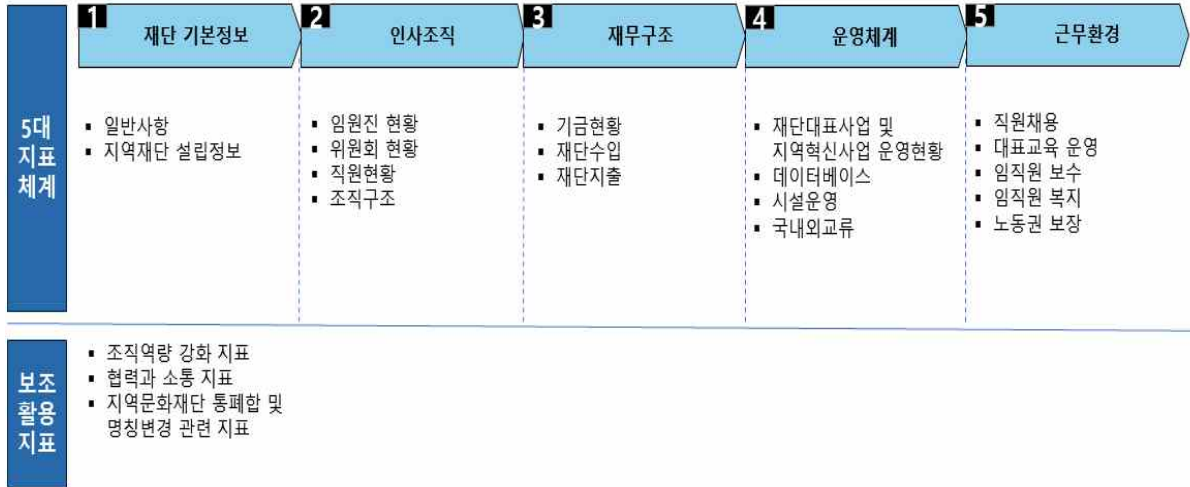 5대
지표
체계
1
재단 기본정보
▪ 일반사항
▪ 지역재단 설립정보
2
인사조직
▪ 임원진 현황
▪ 위원회 현황
▪ 직원현황
▪ 조직구조
3
재무구조
▪ 기금현황
▪ 재단수입
▪ 재단지출
4
운영체계
▪ 재단대표사업 및
지역혁신사업 운영현황
▪ 데이터베이스
▪ 시설운영
▪ 국내외교류
5
근무환경
▪ 직원채용
▪ 대표교육 운영
▪ 임직원 보수
▪ 임직원 복지
▪ 노동권 보장
보조
활용
지표
▪ 조직역량 강화 지표
▪ 협력과 소통 지표
▪ 지역문화재단 통폐합 및
명칭변경 관련 지표